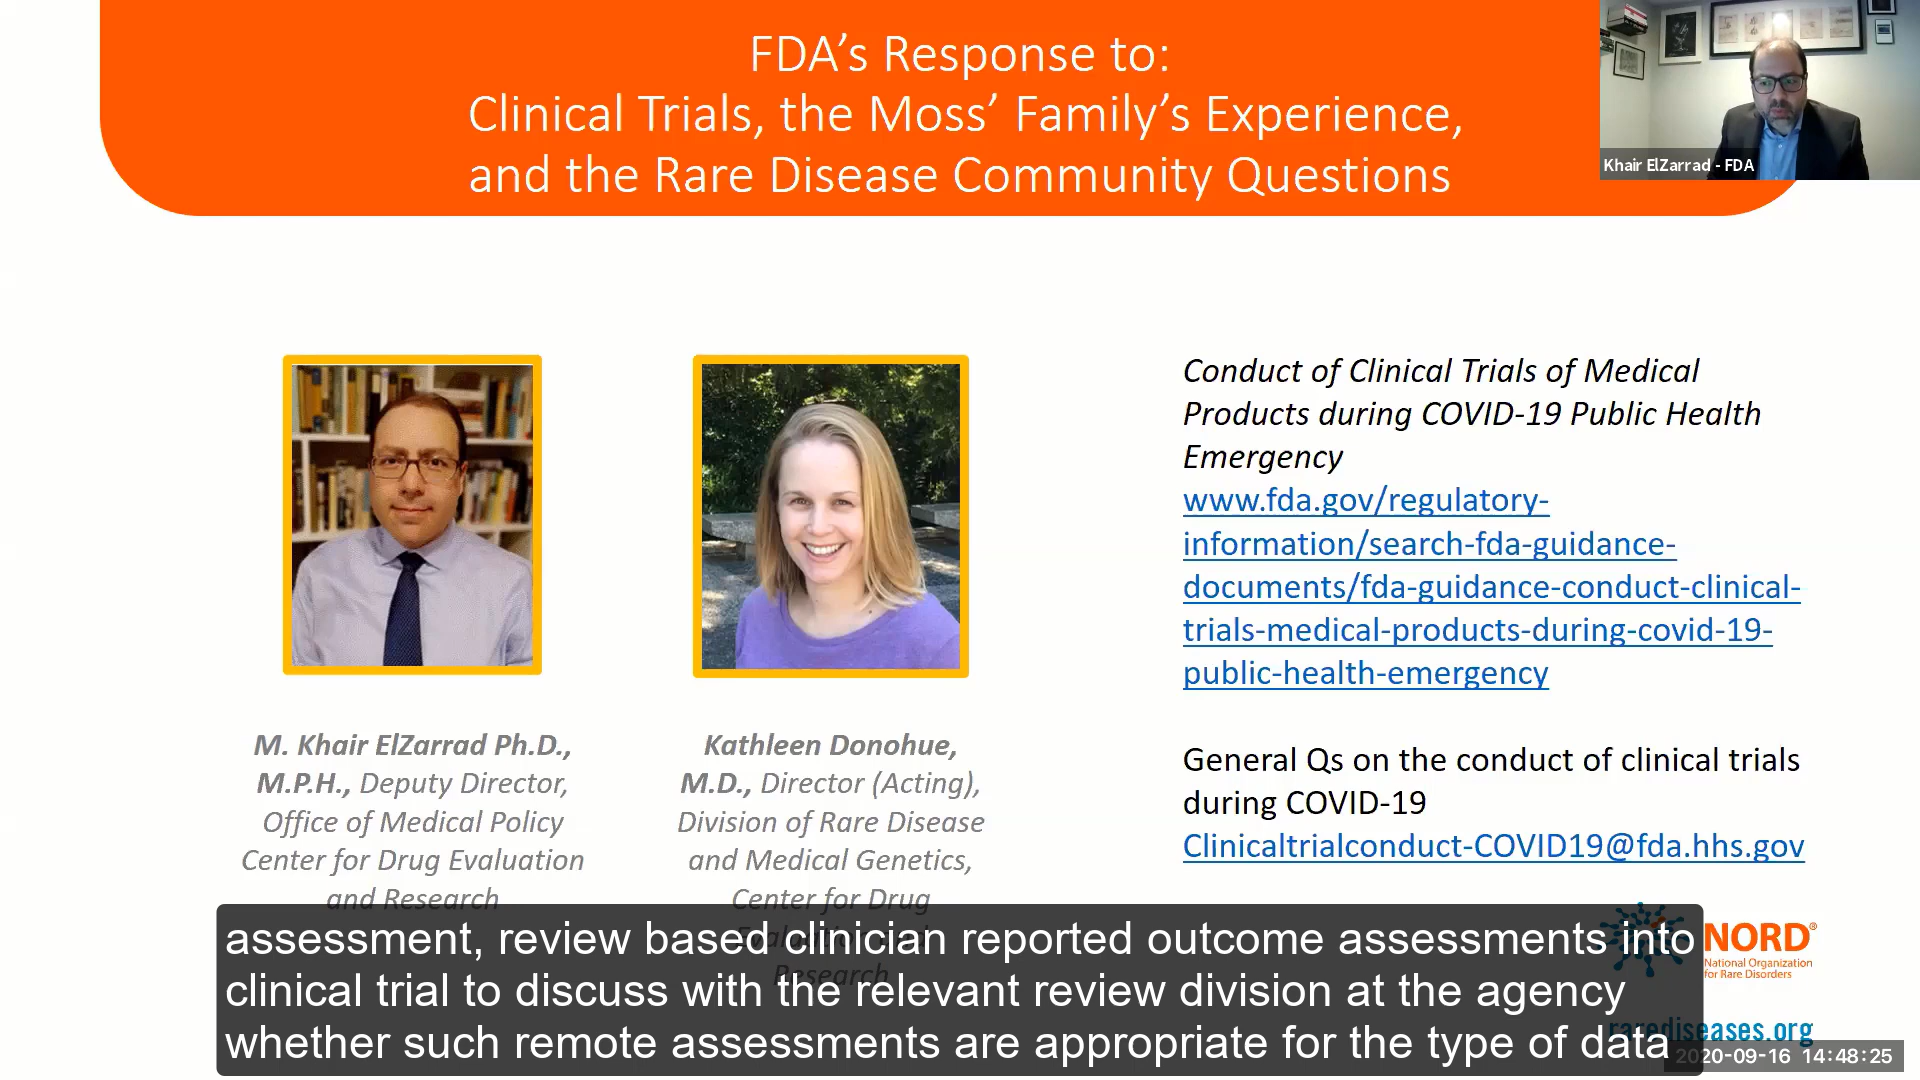 FDA’s Response to:
Clinical Trials, the Moss’ Family’s Experience,
and the Rare Disease Community Questions
Khair ElZarrad - FDA
M. Khair ElZarrad Ph.D.,
M.P.H., Deputy Director,
Office of Medical Policy
Center for Drug Evaluation
and Research
Kathleen Donohue,
M.D., Director (Acting),
Division of Rare Disease
and Medical Genetics,
Center for Drug
Evaluation and
Research
Conduct of Clinical Trials of Medical
Products during COVID-19 Public Health
Emergency
www.fda.gov/regulatory-
information/search-fda-guidance-
documents/fda-guidance-conduct-clinical-
trials-medical-products-during-covid-19-
public-health-emergency
General Qs on the conduct of clinical trials
during COVID-19
Clinicaltrialconduct-COVID19@fda.hhs.gov
NORD®
National Organization
for Rare Disorders
rarediseases.org
assessment, review based clinician reported outcome assessments into
clinical trial to discuss with the relevant review division at the agency
whether such remote assessments are appropriate for the type of data
2020-09-16 14:48:25